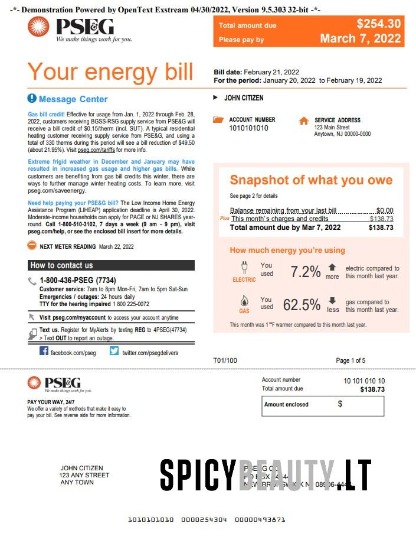 -*- Demonstration Powered by OpenText Exstream 04/30/2022, Version 9.5.303 32-bit -*-
PSEG
We make things work for you.
Total amount due $254.30
Please pay by March 7, 2022
Your energy bill
Bill date: February 21, 2022
For the period: January 20, 2022 to February 19, 2022
Message Center
Gas bill credit! Effective for usage from Jan. 1, 2022 through Feb. 28,
2022, customers receiving BGSS-RSG supply service from PSE&G will
receive a bill credit of $0.15/therm (incl. SUT). A typical residential
heating customer receiving supply service from PSE&G, and using a
total of 330 therms during this period will see a bill reduction of $49.50
(about 21.95%). Visit pseg.com/tariffs for more info.
Extreme frigid weather in December and January may have
resulted in increased gas usage and higher gas bills. While
customers are benefiting from gas bill credits this winter, there are
ways to further manage winter heating costs. To learn more, visit
pseg.com/saveenergy.
Need help paying your PSE&G bill? The Low Income Home Energy
Assistance Program (LIHEAP) application deadline is April 30, 2022.
Moderate-income households can apply for PAGE or NJ SHARES year-
round. Call 1-800-510-3102, 7 days a week (8 am - 9 pm), visit
pseg.com/help, or see the enclosed bill insert for more details.
NEXT METER READING March 22, 2022
How to contact us
1-800-436-PSEG (7734)
Customer service: 7am to 8pm Mon-Fri, 7am to 5pm Sat-Sun
Emergencies / outages: 24 hours daily
TTY for the hearing impaired 1 800 225-0072
Visit pseg.com/myaccount to access your account anytime
Text us. Register for MyAlerts by texting REG to 4PSEG(47734)
Text OUT to report an outage.
facebook.com/pseg twitter.com/psegdelivers
JOHN CITIZEN
ACCOUNT NUMBER
1010101010
SERVICE ADDRESS
123 Main Street
Anytown, NJ 00000-0000
Snapshot of what you owe
See page 2 for details
Balance remaining from your last bill $0.00
Plus This month's charges and credits $138.73
Total amount due by Mar 7, 2022 $138.73
How much energy you're using
ELECTRIC You used 7.2% more electric compared to this month last year.
GAS You used 62.5% less gas compared to this month last year.
This month was 1°F warmer compared to this month last year.
T01/100 Page 1 of 5
PSEG
We make things work for you.
PAY YOUR WAY, 24/7
We offer a variety of methods that make it easy to
pay your bill. See reverse side for more information.
Account number 10 101 010 10
Total amount due $138.73
Amount enclosed $
JOHN CITIZEN
123 ANY STREET
ANY TOWN
SPICYBEAUTY.LT
1010101010 0000254304 00000493871